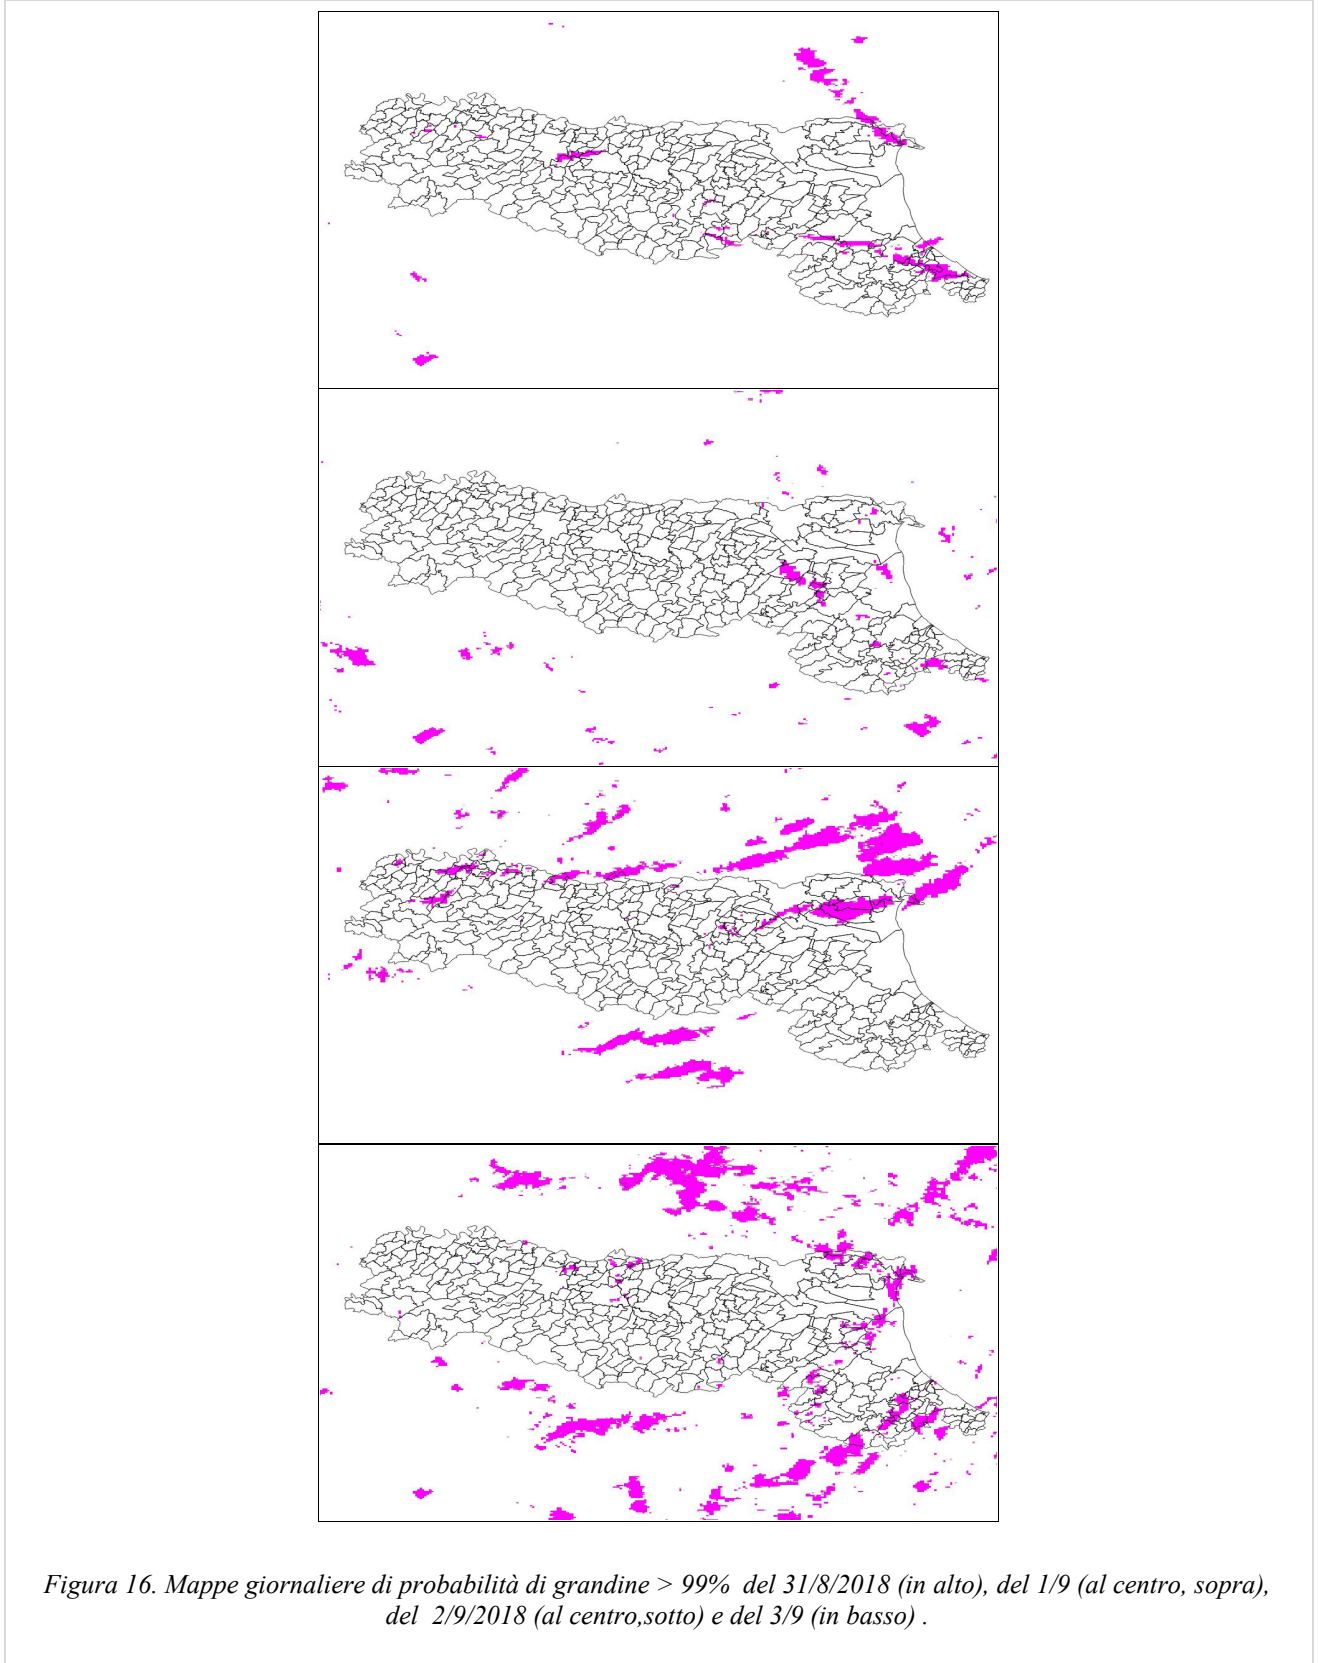 Figura 16. Mappe giornaliere di probabilità di grandine > 99% del 31/8/2018 (in alto), del 1/9 (al centro, sopra),
del 2/9/2018 (al centro,sotto) e del 3/9 (in basso) .